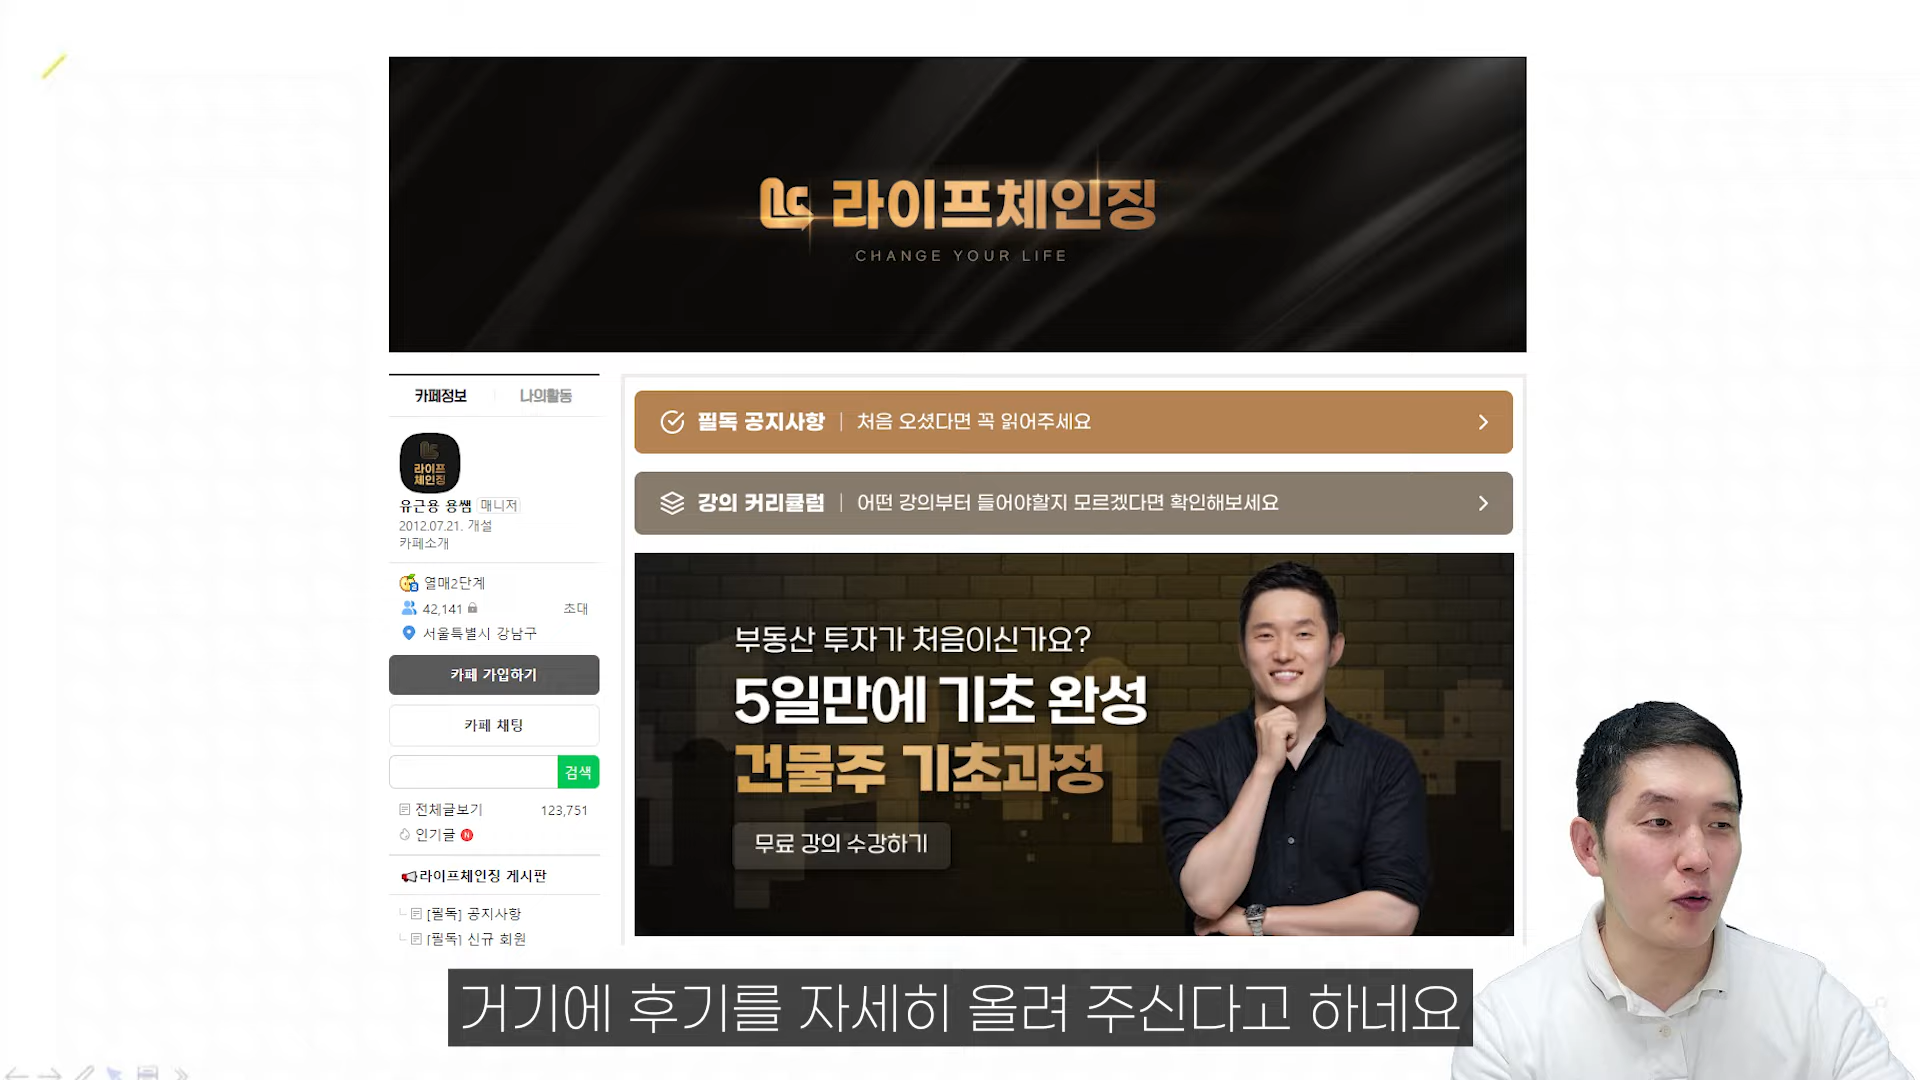 라이프체인징
CHANGE YOUR LIFE
카페정보
나의활동
라이프
체인징
유근용 용쌤 매니저
2012.07.21. 개설
카페소개
열매2단계
42,141
초대
서울특별시 강남구
카페 가입하기
카페 채팅
검색
전체글보기 123,751
인기글 N
라이프체인징 게시판
[필독] 공지사항
[필독] 신규 회원
필독 공지사항 | 처음 오셨다면 꼭 읽어주세요
강의 커리큘럼 | 어떤 강의부터 들어야할지 모르겠다면 확인해보세요
부동산 투자가 처음이신가요?
5일만에 기초 완성
건물주 기초과정
무료 강의 수강하기
거기에 후기를 자세히 올려 주신다고 하네요